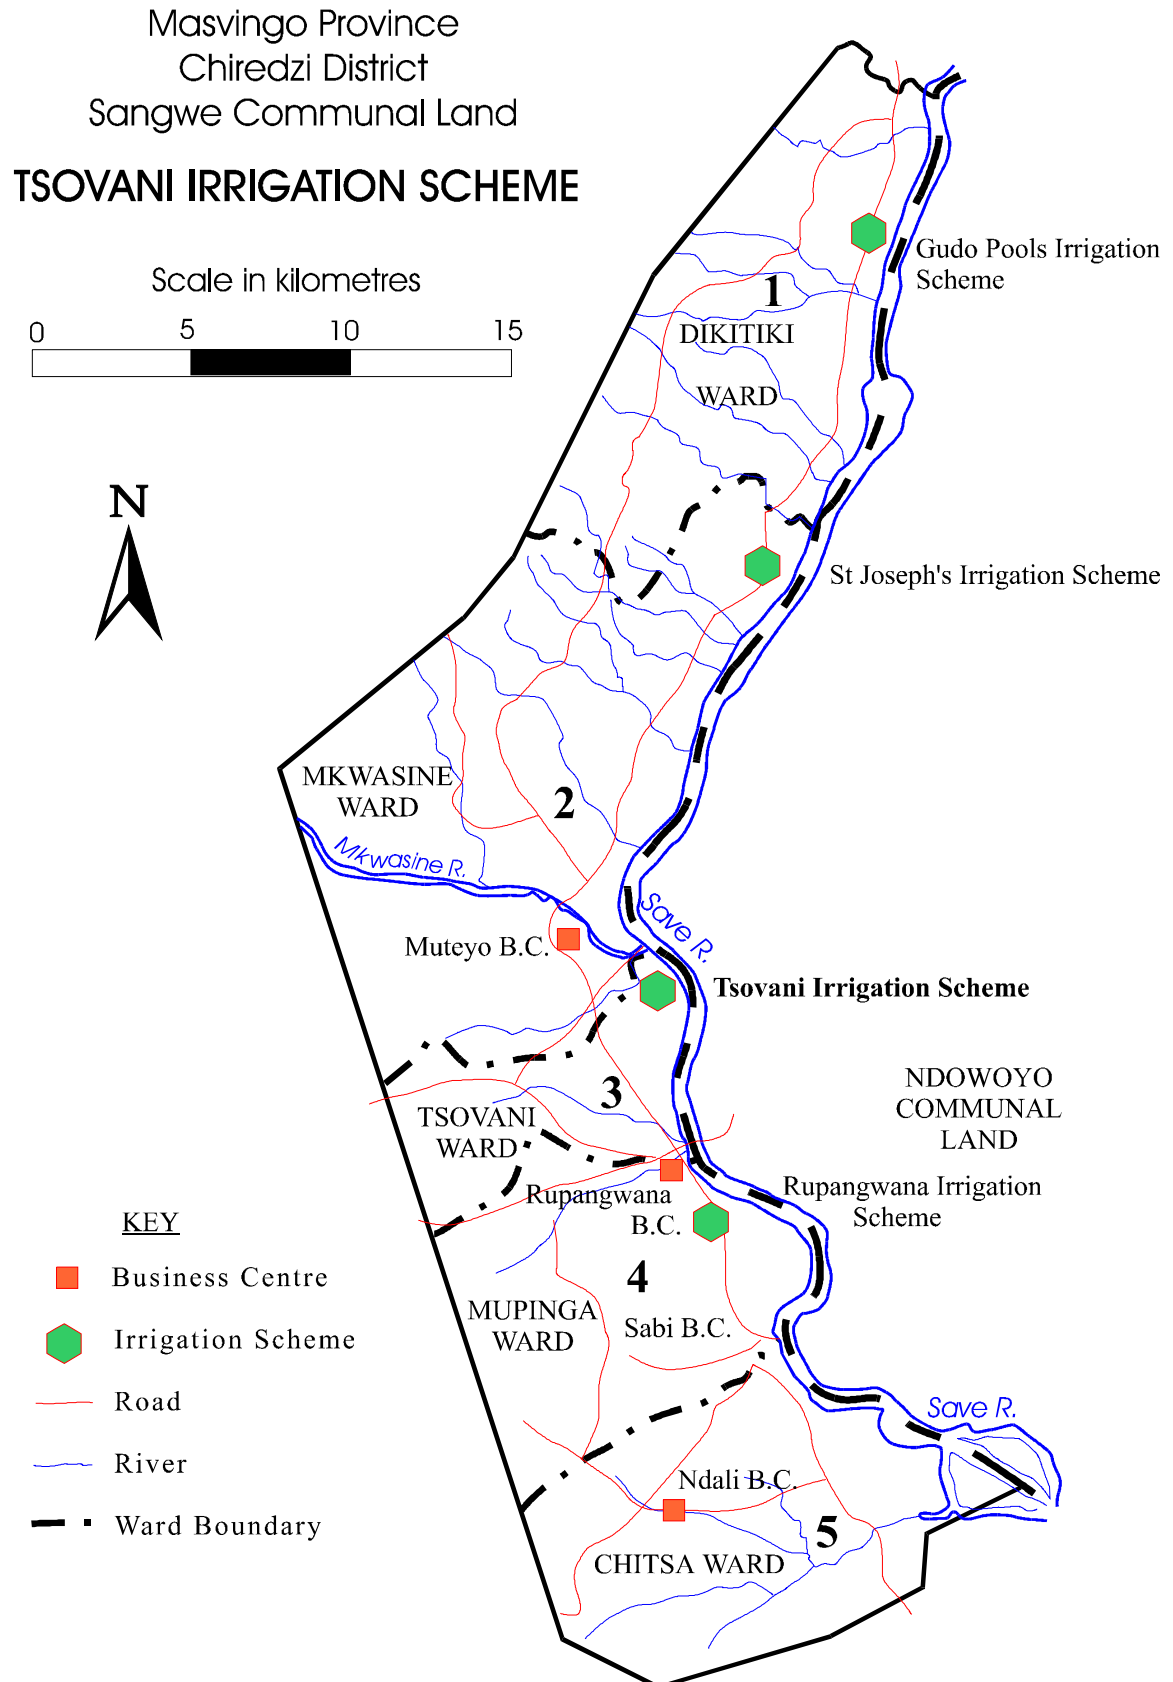 Masvingo Province
Chiredzi District
Sangwe Communal Land
TSOVANI IRRIGATION SCHEME
Scale in kilometres
0 5 10 15
N
Gudo Pools Irrigation
Scheme
1
DIKITIKI
WARD
St Joseph's Irrigation Scheme
MKWASINE
WARD
2
Mkwasine R.
Save R.
Muteyo B.C.
Tsovani Irrigation Scheme
3
TSOVANI
WARD
NDOWOYO
COMMUNAL
LAND
Rupangwana
B.C.
Rupangwana Irrigation
Scheme
4
MUPINGA
WARD
Sabi B.C.
Save R.
Ndali B.C.
5
CHITSA WARD
KEY
Business Centre
Irrigation Scheme
Road
River
Ward Boundary